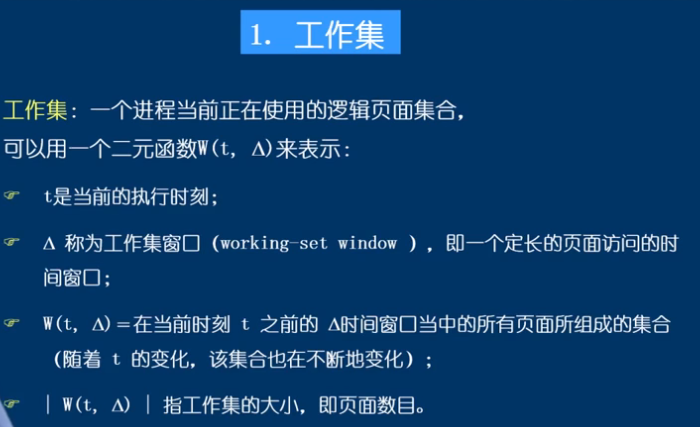 1. 工作集
工作集: 一个进程当前正在使用的逻辑页面集合,
可以用一个二元函数W(t, Δ)来表示:
☞ t是当前的执行时刻;
☞ Δ 称为工作集窗口 (working-set window ), 即一个定长的页面访问的时
间窗口;
☞ W(t, Δ)=在当前时刻 t 之前的 Δ时间窗口当中的所有页面所组成的集合
(随着 t 的变化, 该集合也在不断地变化);
☞ | W(t, Δ) | 指工作集的大小, 即页面数目。